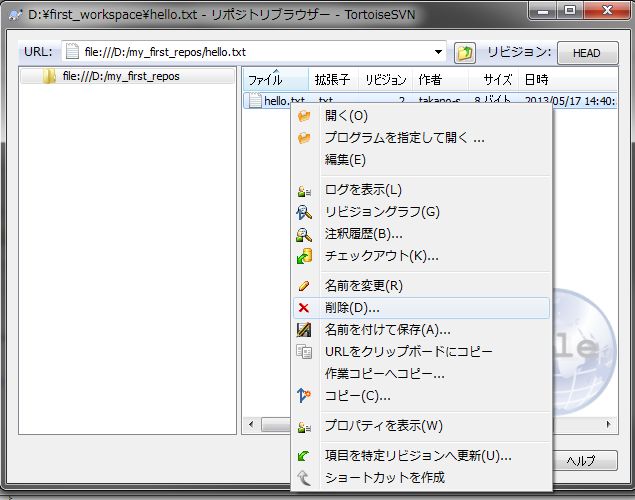 D:¥first_workspace¥hello.txt - リポジトリブラウザー - TortoiseSVN
URL: file:///D:/my_first_repos/hello.txt リビジョン: HEAD
file:///D:/my_first_repos
ファイル 拡張子 リビジョン 作者 サイズ 日時
hello.txt .txt 2 takano-s 8 バイト 2013/05/17 14:40:
開く(O)
プログラムを指定して開く ...
編集(E)
ログを表示(L)
リビジョングラフ(G)
注釈履歴(B)...
チェックアウト(K)...
名前を変更(R)
削除(D)...
名前を付けて保存(A)...
URLをクリップボードにコピー
作業コピーへコピー...
コピー(C)...
プロパティを表示(W)
項目を特定リビジョンへ更新(U)...
ショートカットを作成
ヘルプ